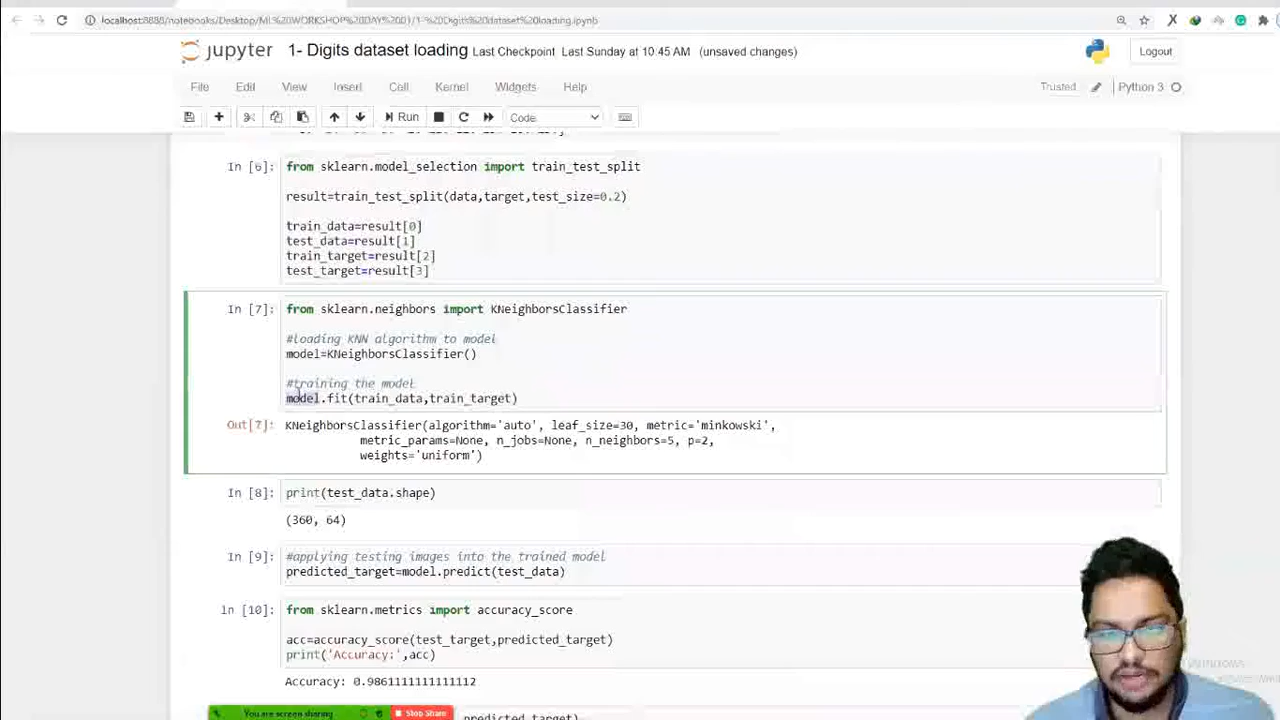 localhost:8888/notebooks/Desktop/ML%20WORKSHOP%20DAY%20
jupyter 1- Digits dataset loading Last Checkpoint Last Sunday at 10:45 AM (unsaved changes)
Logout
File Edit View Insert Cell Kernel Widgets Help
Trusted Python 3
Run Code
In [6]: from sklearn.model_selection import train_test_split
result=train_test_split(data,target,test_size=0.2)
train_data=result[0]
test_data=result[1]
train_target=result[2]
test_target=result[3]
In [7]: from sklearn.neighbors import KNeighborsClassifier
#loading KNN algorithm to model
model=KNeighborsClassifier()
#training the model
model.fit(train_data,train_target)
Out[7]: KNeighborsClassifier(algorithm='auto', leaf_size=30, metric='minkowski',
metric_params=None, n_jobs=None, n_neighbors=5, p=2,
weights='uniform')
In [8]: print(test_data.shape)
(360, 64)
In [9]: #applying testing images into the trained model
predicted_target=model.predict(test_data)
In [10]: from sklearn.metrics import accuracy_score
acc=accuracy_score(test_target,predicted_target)
print('Accuracy:',acc)
Accuracy: 0.9861111111111112
You are screen sharing Stop Share
predicted_target)